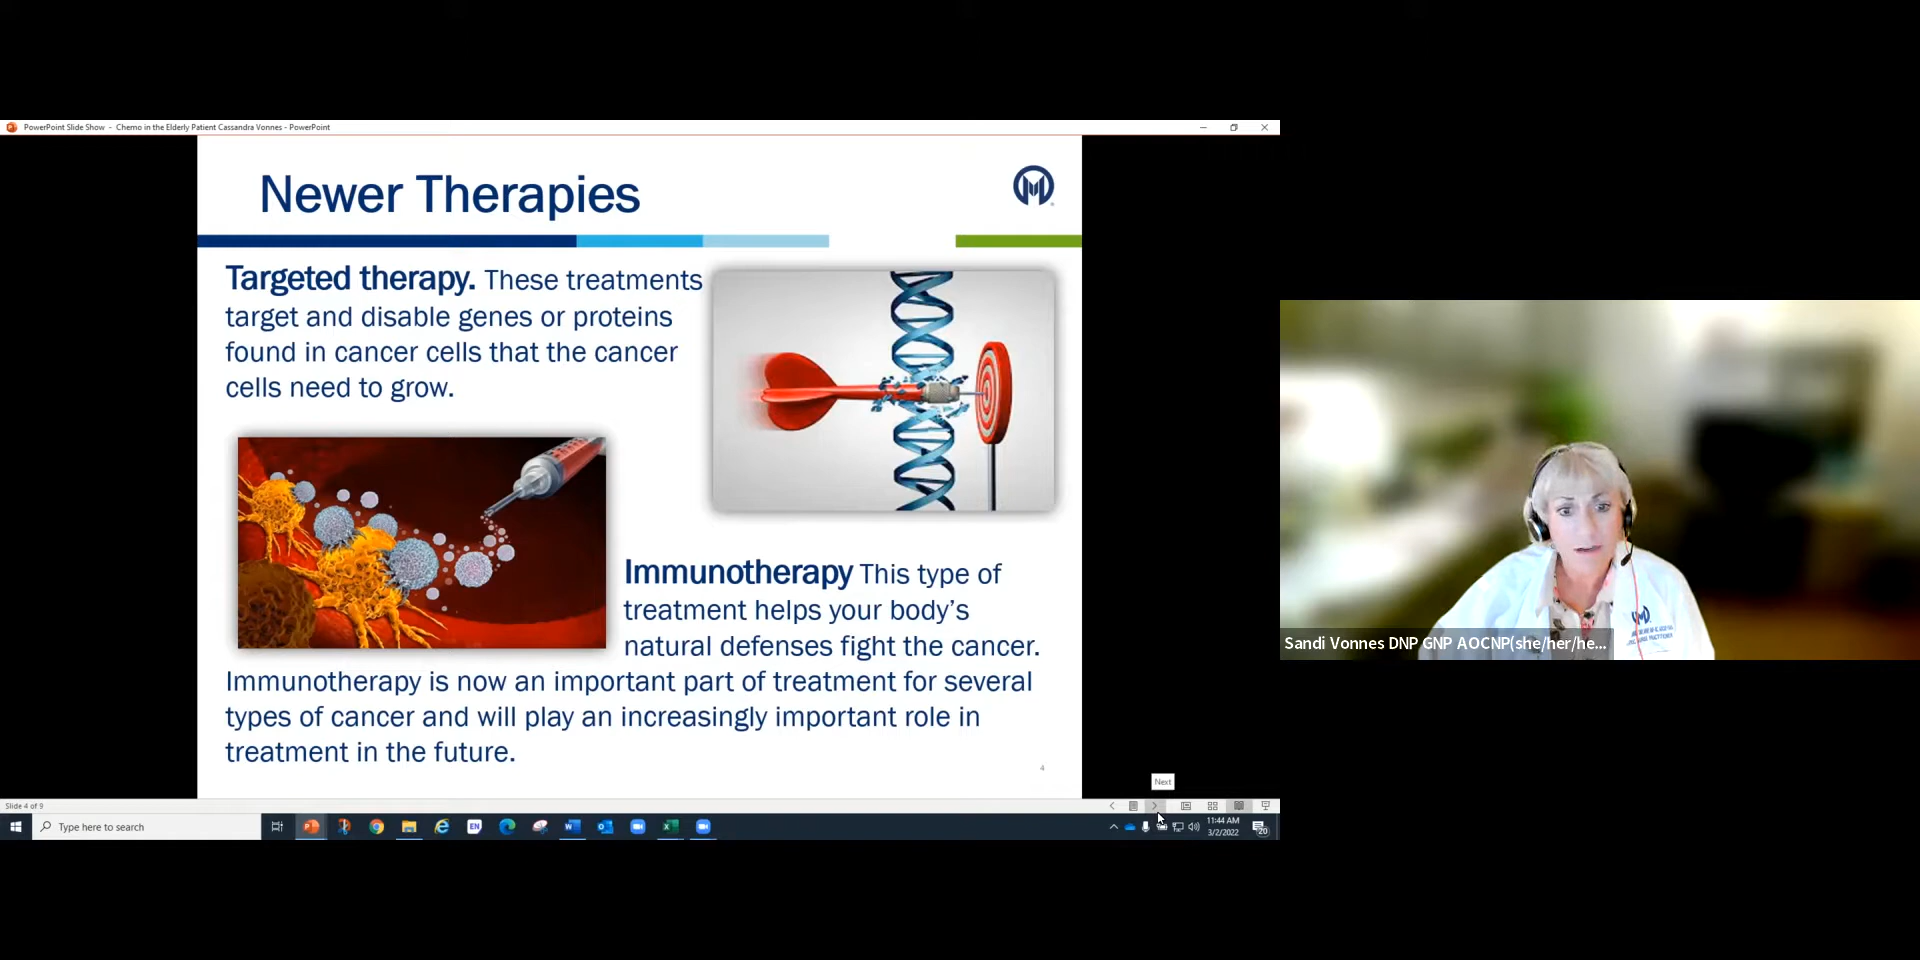 PowerPoint Slide Show - Chemo in the Elderly Patient Cassandra Vonnes - PowerPoint
Newer Therapies
Targeted therapy. These treatments
target and disable genes or proteins
found in cancer cells that the cancer
cells need to grow.
Immunotherapy This type of
treatment helps your body's
natural defenses fight the cancer.
Immunotherapy is now an important part of treatment for several
types of cancer and will play an increasingly important role in
treatment in the future.
4
Next
Slide 4 of 9
Type here to search
EN
11:44 AM
3/2/2022
20
Sandi Vonnes DNP GNP AOCNP(she/her/he...